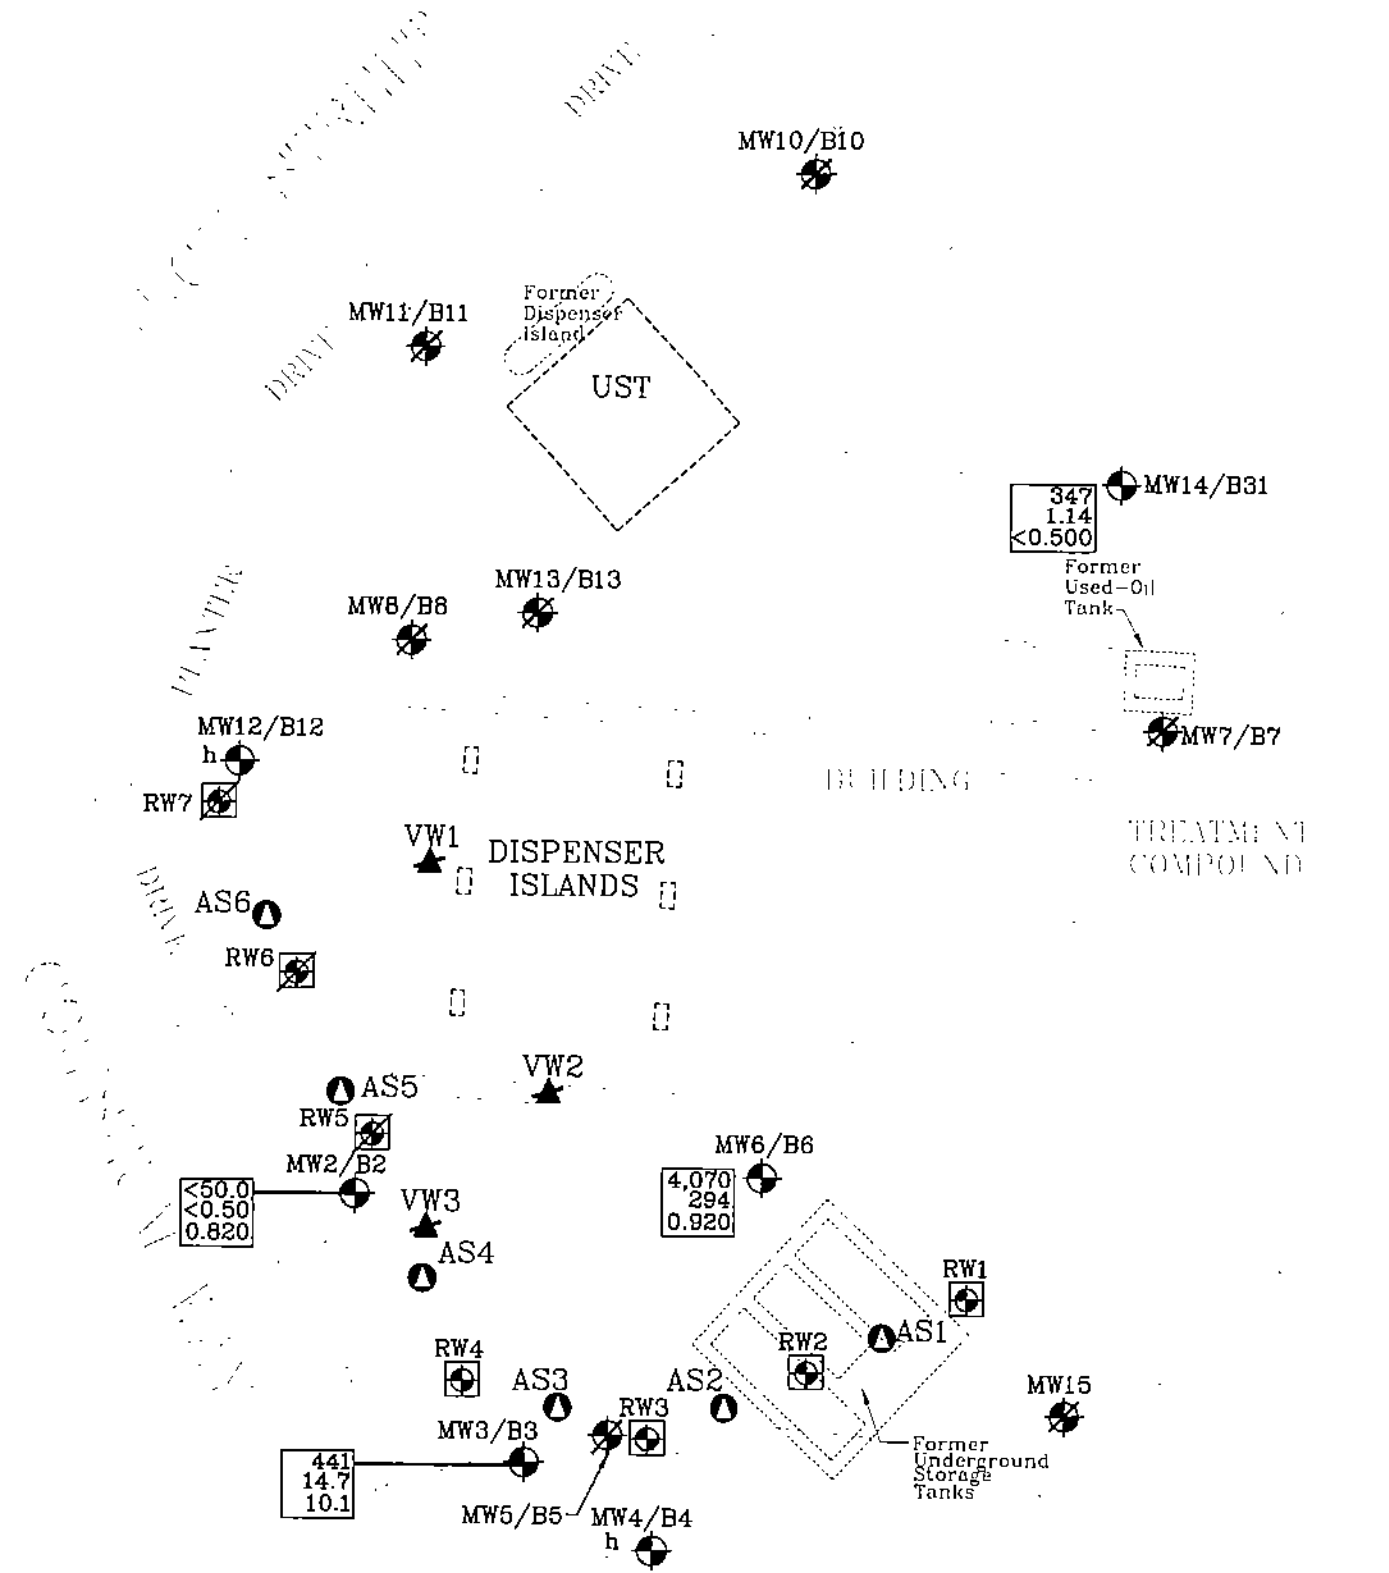 DRIVE
MW10/B10
MW11/B11
Former
Dispenser
Island
DRIVE
UST
347
1.14
<0.500
MW14/B31
Former
Used-Oil
Tank
MW13/B13
MW8/B8
PLANTER
MW12/B12
h
RW7
MW7/B7
BUILDING
TREATMENT
COMPOUND
VW1
DISPENSER
ISLANDS
DRIVE
AS6
RW6
VW2
AS5
RW5
MW2/B2
<50.0
<0.50
0.820
VW3
AS4
MW6/B6
4,070
294
0.920
RW1
AS1
RW2
RW4
AS3
AS2
MW15
RW3
MW3/B3
441
14.7
10.1
Former
Underground
Storage
Tanks
MW5/B5
MW4/B4
h